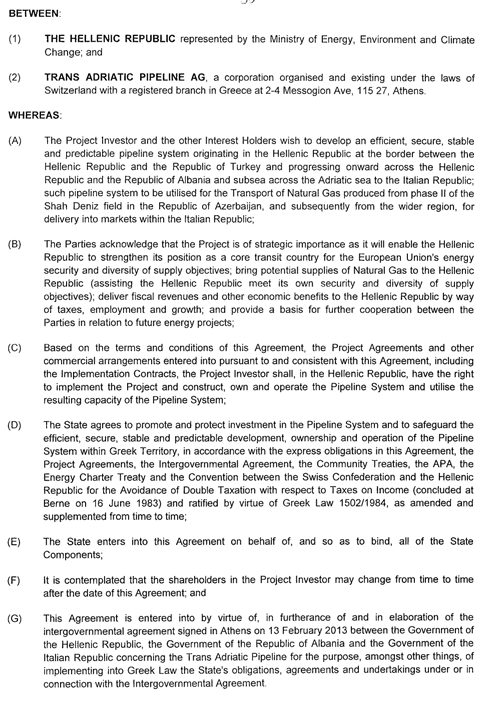 BETWEEN:
(1) THE HELLENIC REPUBLIC represented by the Ministry of Energy, Environment and Climate
Change; and
(2) TRANS ADRIATIC PIPELINE AG, a corporation organised and existing under the laws of
Switzerland with a registered branch in Greece at 2-4 Messogion Ave, 115 27, Athens.
WHEREAS:
(A) The Project Investor and the other Interest Holders wish to develop an efficient, secure, stable
and predictable pipeline system originating in the Hellenic Republic at the border between the
Hellenic Republic and the Republic of Turkey and progressing onward across the Hellenic
Republic and the Republic of Albania and subsea across the Adriatic sea to the Italian Republic;
such pipeline system to be utilised for the Transport of Natural Gas produced from phase II of the
Shah Deniz field in the Republic of Azerbaijan, and subsequently from the wider region, for
delivery into markets within the Italian Republic;
(B) The Parties acknowledge that the Project is of strategic importance as it will enable the Hellenic
Republic to strengthen its position as a core transit country for the European Union's energy
security and diversity of supply objectives; bring potential supplies of Natural Gas to the Hellenic
Republic (assisting the Hellenic Republic meet its own security and diversity of supply
objectives); deliver fiscal revenues and other economic benefits to the Hellenic Republic by way
of taxes, employment and growth; and provide a basis for further cooperation between the
Parties in relation to future energy projects;
(C) Based on the terms and conditions of this Agreement, the Project Agreements and other
commercial arrangements entered into pursuant to and consistent with this Agreement, including
the Implementation Contracts, the Project Investor shall, in the Hellenic Republic, have the right
to implement the Project and construct, own and operate the Pipeline System and utilise the
resulting capacity of the Pipeline System;
(D) The State agrees to promote and protect investment in the Pipeline System and to safeguard the
efficient, secure, stable and predictable development, ownership and operation of the Pipeline
System within Greek Territory, in accordance with the express obligations in this Agreement, the
Project Agreements, the Intergovernmental Agreement, the Community Treaties, the APA, the
Energy Charter Treaty and the Convention between the Swiss Confederation and the Hellenic
Republic for the Avoidance of Double Taxation with respect to Taxes on Income (concluded at
Berne on 16 June 1983) and ratified by virtue of Greek Law 1502/1984, as amended and
supplemented from time to time;
(E) The State enters into this Agreement on behalf of, and so as to bind, all of the State
Components;
(F) It is contemplated that the shareholders in the Project Investor may change from time to time
after the date of this Agreement; and
(G) This Agreement is entered into by virtue of, in furtherance of and in elaboration of the
intergovernmental agreement signed in Athens on 13 February 2013 between the Government of
the Hellenic Republic, the Government of the Republic of Albania and the Government of the
Italian Republic concerning the Trans Adriatic Pipeline for the purpose, amongst other things, of
implementing into Greek Law the State's obligations, agreements and undertakings under or in
connection with the Intergovernmental Agreement.